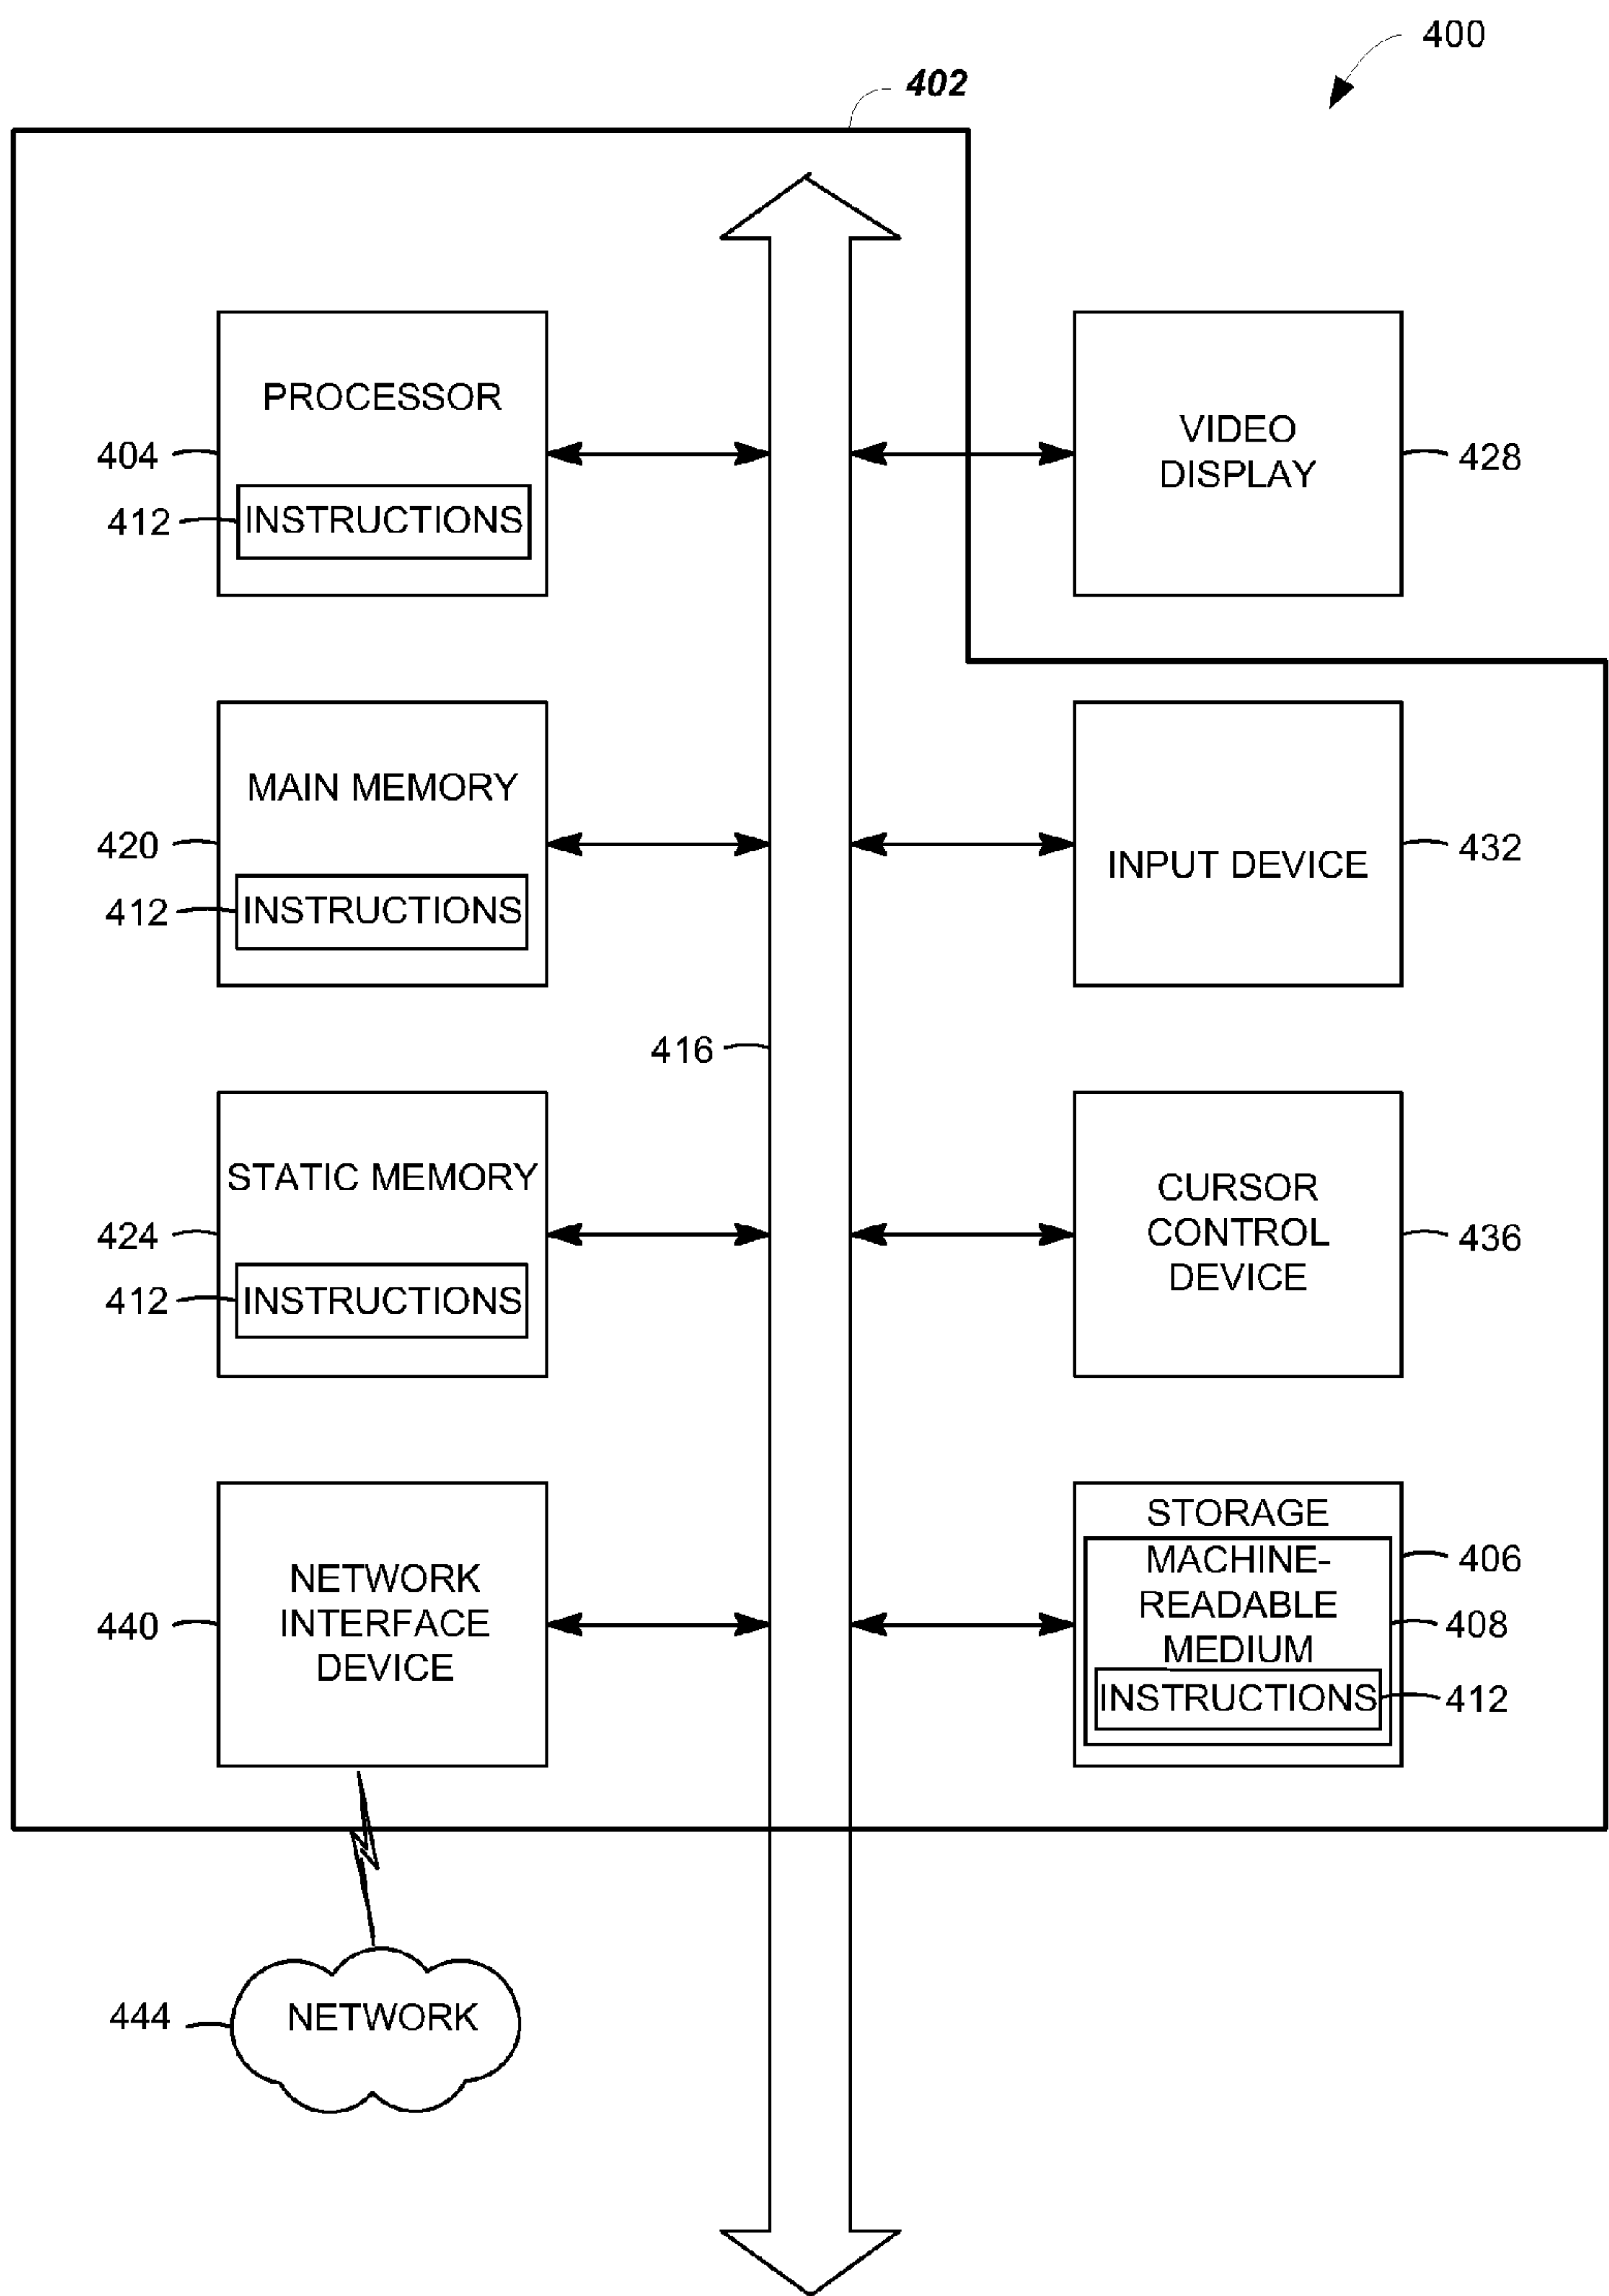 400
402
PROCESSOR
404
412
INSTRUCTIONS
VIDEO
DISPLAY
428
MAIN MEMORY
420
412
INSTRUCTIONS
INPUT DEVICE
432
416
STATIC MEMORY
424
412
INSTRUCTIONS
CURSOR
CONTROL
DEVICE
436
NETWORK
INTERFACE
DEVICE
440
STORAGE
MACHINE-
READABLE
MEDIUM
INSTRUCTIONS
406
408
412
444
NETWORK